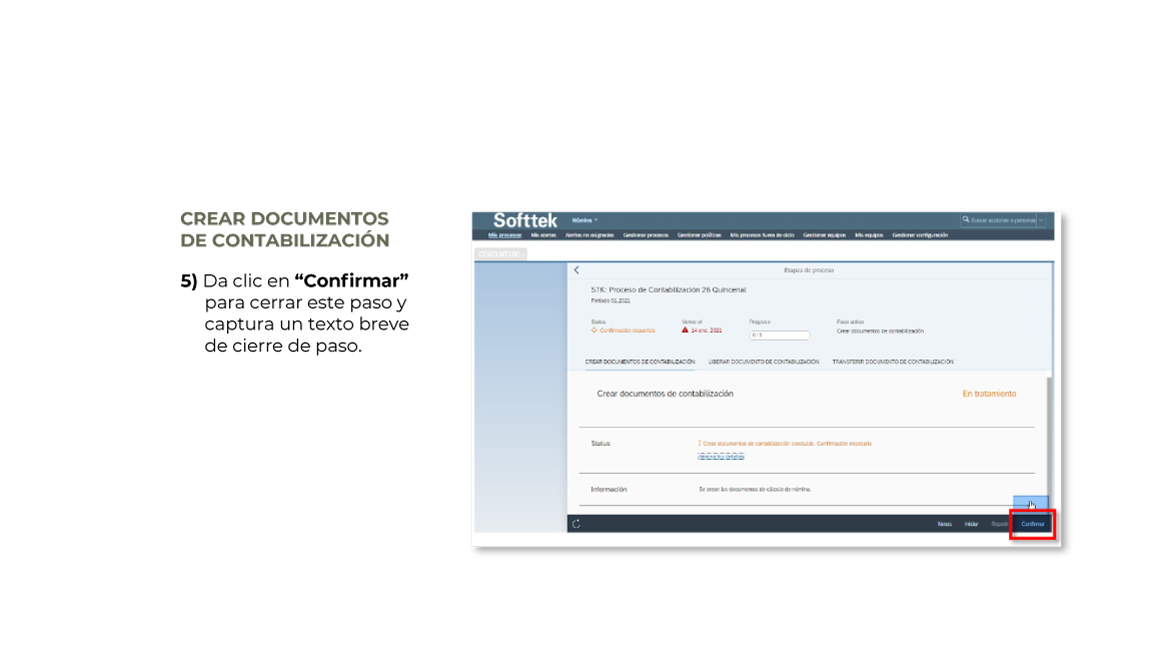 CREAR DOCUMENTOS
DE CONTABILIZACIÓN
5) Da clic en “Confirmar”
para cerrar este paso y
captura un texto breve
de cierre de paso.
Softtek
Nómina
Buscar acciones o personas
Mis procesos Mis alertas Alertas no asignadas Gestionar procesos Gestionar políticas Mis procesos fuera de ciclo Gestionar equipos Mis equipos Gestionar configuración
Etapas de proceso
STK: Proceso de Contabilización 26 Quincenal
Período 01.2021
Status
Confirmación requerida
Vence el
14 ene. 2021
Progreso
0 / 3
Paso activo
Crear documentos de contabilización
CREAR DOCUMENTOS DE CONTABILIZACIÓN LIBERAR DOCUMENTO DE CONTABILIZACIÓN TRANSFERIR DOCUMENTO DE CONTABILIZACIÓN
Crear documentos de contabilización En tratamiento
Status ! Crear documentos de contabilización concluido. Confirmación necesaria
Información Se crean los documentos de cálculo de nómina.
Notas Iniciar Repetir Confirmar